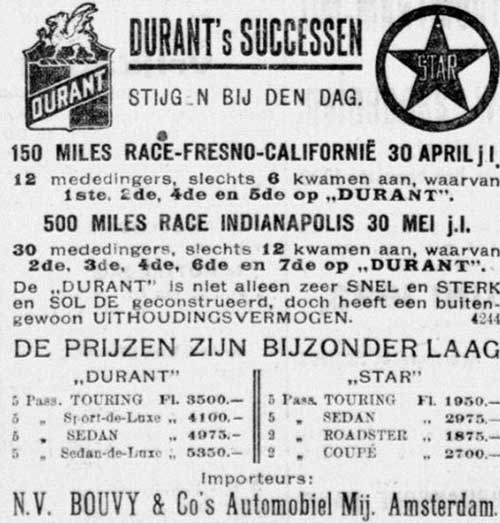 DURANT
DURANT's SUCCESSEN
STIJGEN BIJ DEN DAG.
STAR
150 MILES RACE-FRESNO-CALIFORNIË 30 APRIL j.l.
12 mededingers, slechts 6 kwamen aan, waarvan
1ste, 2de, 4de en 5de op „DURANT".
500 MILES RACE INDIANAPOLIS 30 MEI j.l.
30 mededingers, slechts 12 kwamen aan, waarvan
2de, 3de, 4de, 6de en 7de op „DURANT".
De „DURANT" is niet alleen zeer SNEL en STERK
en SOL DE geconstrueerd, doch heeft een buiten-
gewoon UITHOUDINGSVERMOGEN. 4244
DE PRIJZEN ZIJN BIJZONDER LAAG
„DURANT"
5 Pass. TOURING Fl. 3500.—
5 „ Sport-de-Luxe „ 4100.—
5 „ SEDAN „ 4975.—
5 „ Sedan-de-Luxe „ 5350.—
„STAR"
5 Pass. TOURING Fl. 1950.—
5 „ SEDAN „ 2975.—
2 „ ROADSTER „ 1875.—
2 „ COUPÉ „ 2700.—
Importeurs:
N.V. BOUVY & Co's Automobiel Mij. Amsterdam.